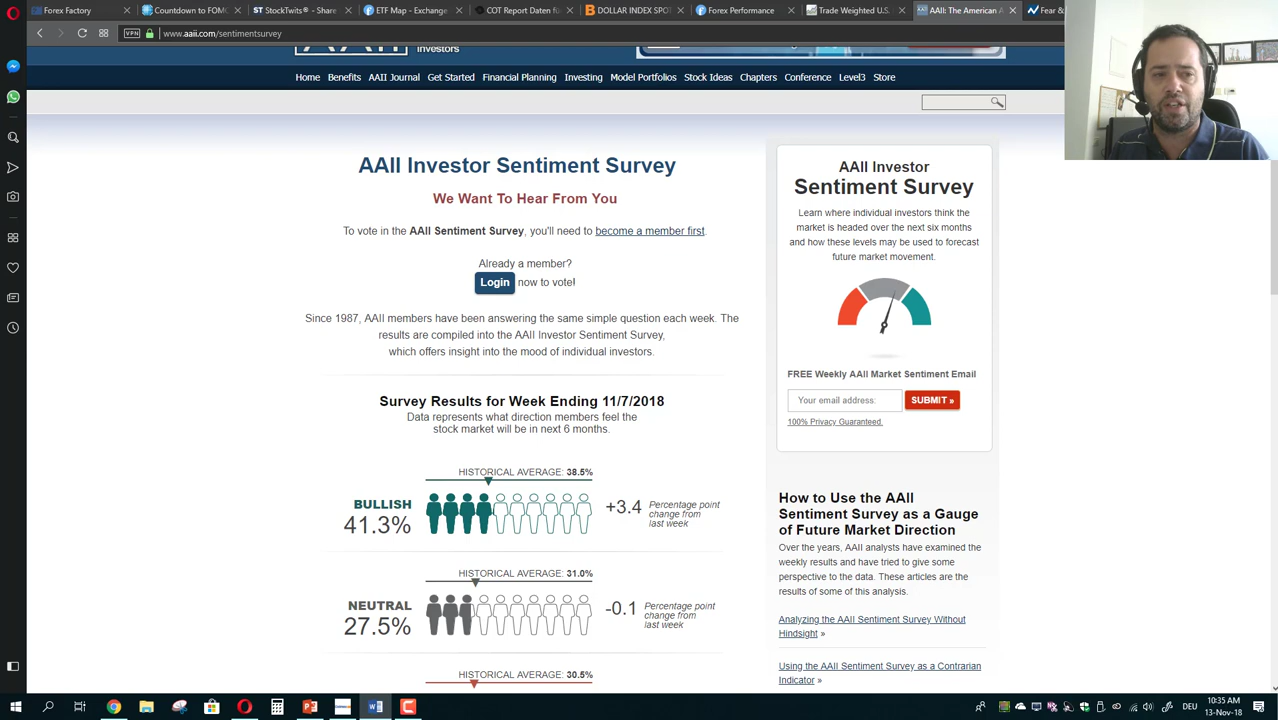 Forex Factory
Countdown to FOMC
ST StockTwits® - Share
ETF Map - Exchange
COT Report Daten fu
DOLLAR INDEX SPOT
Forex Performance
Trade Weighted U.S.
AAII: The American A
Fear &
VPN
www.aaii.com/sentimentsurvey
Investors
Home Benefits AAII Journal Get Started Financial Planning Investing Model Portfolios Stock Ideas Chapters Conference Level3 Store
AAII Investor Sentiment Survey
We Want To Hear From You
To vote in the AAII Sentiment Survey, you'll need to become a member first.
Already a member?
Login now to vote!
Since 1987, AAII members have been answering the same simple question each week. The
results are compiled into the AAII Investor Sentiment Survey,
which offers insight into the mood of individual investors.
Survey Results for Week Ending 11/7/2018
Data represents what direction members feel the
stock market will be in next 6 months.
HISTORICAL AVERAGE: 38.5%
BULLISH
41.3%
+3.4
Percentage point
change from
last week
HISTORICAL AVERAGE: 31.0%
NEUTRAL
27.5%
-0.1
Percentage point
change from
last week
HISTORICAL AVERAGE: 30.5%
AAII Investor
Sentiment Survey
Learn where individual investors think the
market is headed over the next six months
and how these levels may be used to forecast
future market movement.
FREE Weekly AAII Market Sentiment Email
Your email address:
SUBMIT »
100% Privacy Guaranteed.
How to Use the AAII
Sentiment Survey as a Gauge
of Future Market Direction
Over the years, AAII analysts have examined the
weekly results and have tried to give some
perspective to the data. These articles are the
results of some of this analysis.
Analyzing the AAII Sentiment Survey Without
Hindsight »
Using the AAII Sentiment Survey as a Contrarian
Indicator »
DEU
10:35 AM
13-Nov-18